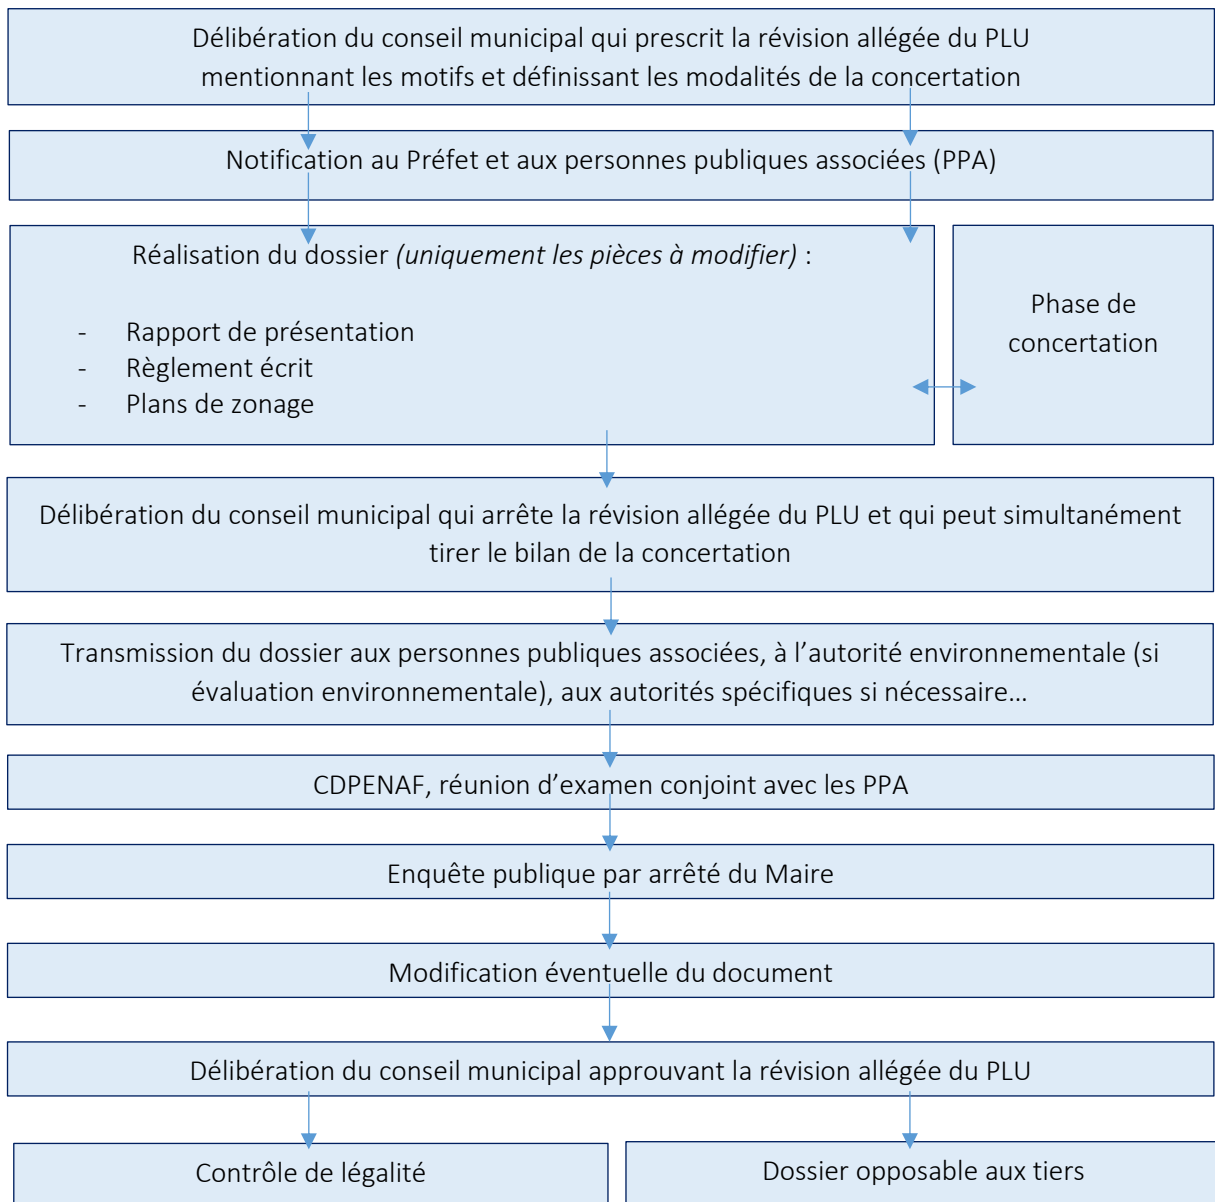 Délibération du conseil municipal qui prescrit la révision allégée du PLU
mentionnant les motifs et définissant les modalités de la concertation
Notification au Préfet et aux personnes publiques associées (PPA)
Réalisation du dossier (uniquement les pièces à modifier) :
- Rapport de présentation
- Règlement écrit
- Plans de zonage
Phase de
concertation
Délibération du conseil municipal qui arrête la révision allégée du PLU et qui peut simultanément
tirer le bilan de la concertation
Transmission du dossier aux personnes publiques associées, à l’autorité environnementale (si
évaluation environnementale), aux autorités spécifiques si nécessaire…
CDPENAF, réunion d’examen conjoint avec les PPA
Enquête publique par arrêté du Maire
Modification éventuelle du document
Délibération du conseil municipal approuvant la révision allégée du PLU
Contrôle de légalité
Dossier opposable aux tiers